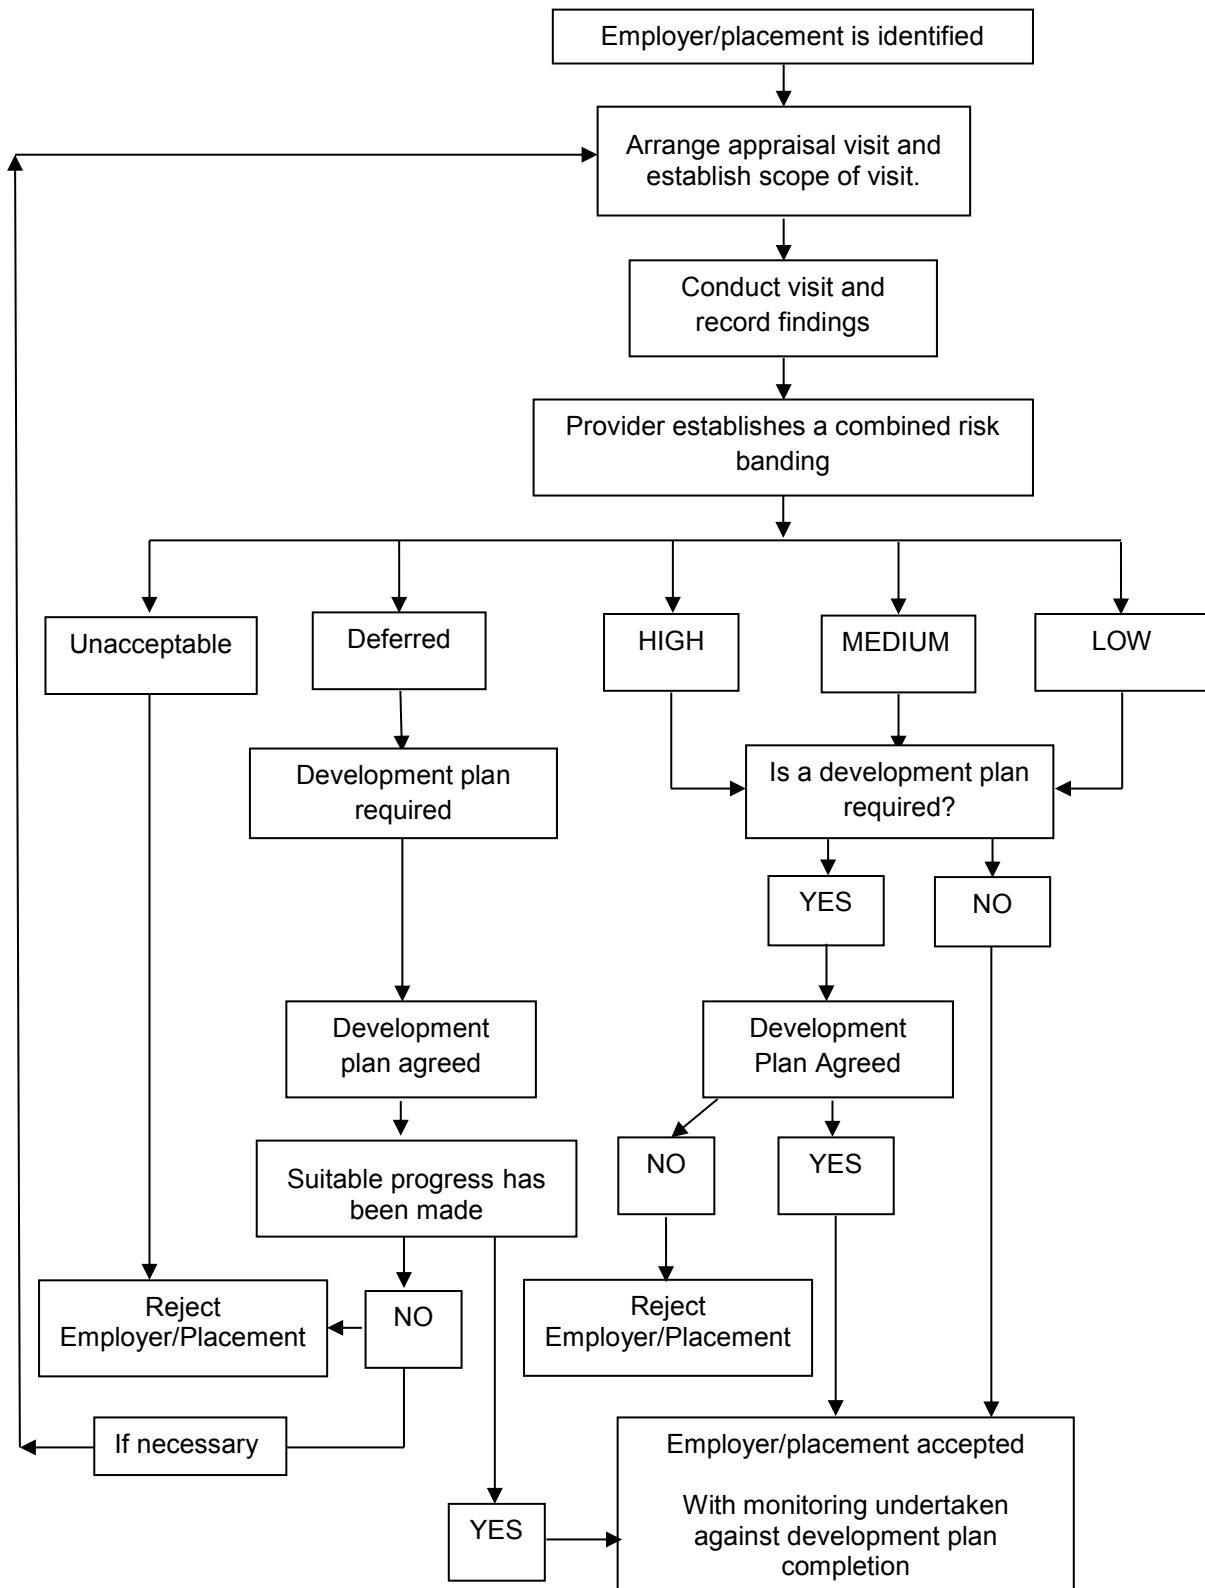 Employer/placement is identified
Arrange appraisal visit and
establish scope of visit.
Conduct visit and
record findings
Provider establishes a combined risk
banding
Unacceptable
Deferred
HIGH
MEDIUM
LOW
Development plan
required
Is a development plan
required?
YES
NO
Development
plan agreed
Development
Plan Agreed
Suitable progress has
been made
NO
YES
Reject
Employer/Placement
NO
Reject
Employer/Placement
If necessary
YES
Employer/placement accepted
With monitoring undertaken
against development plan
completion